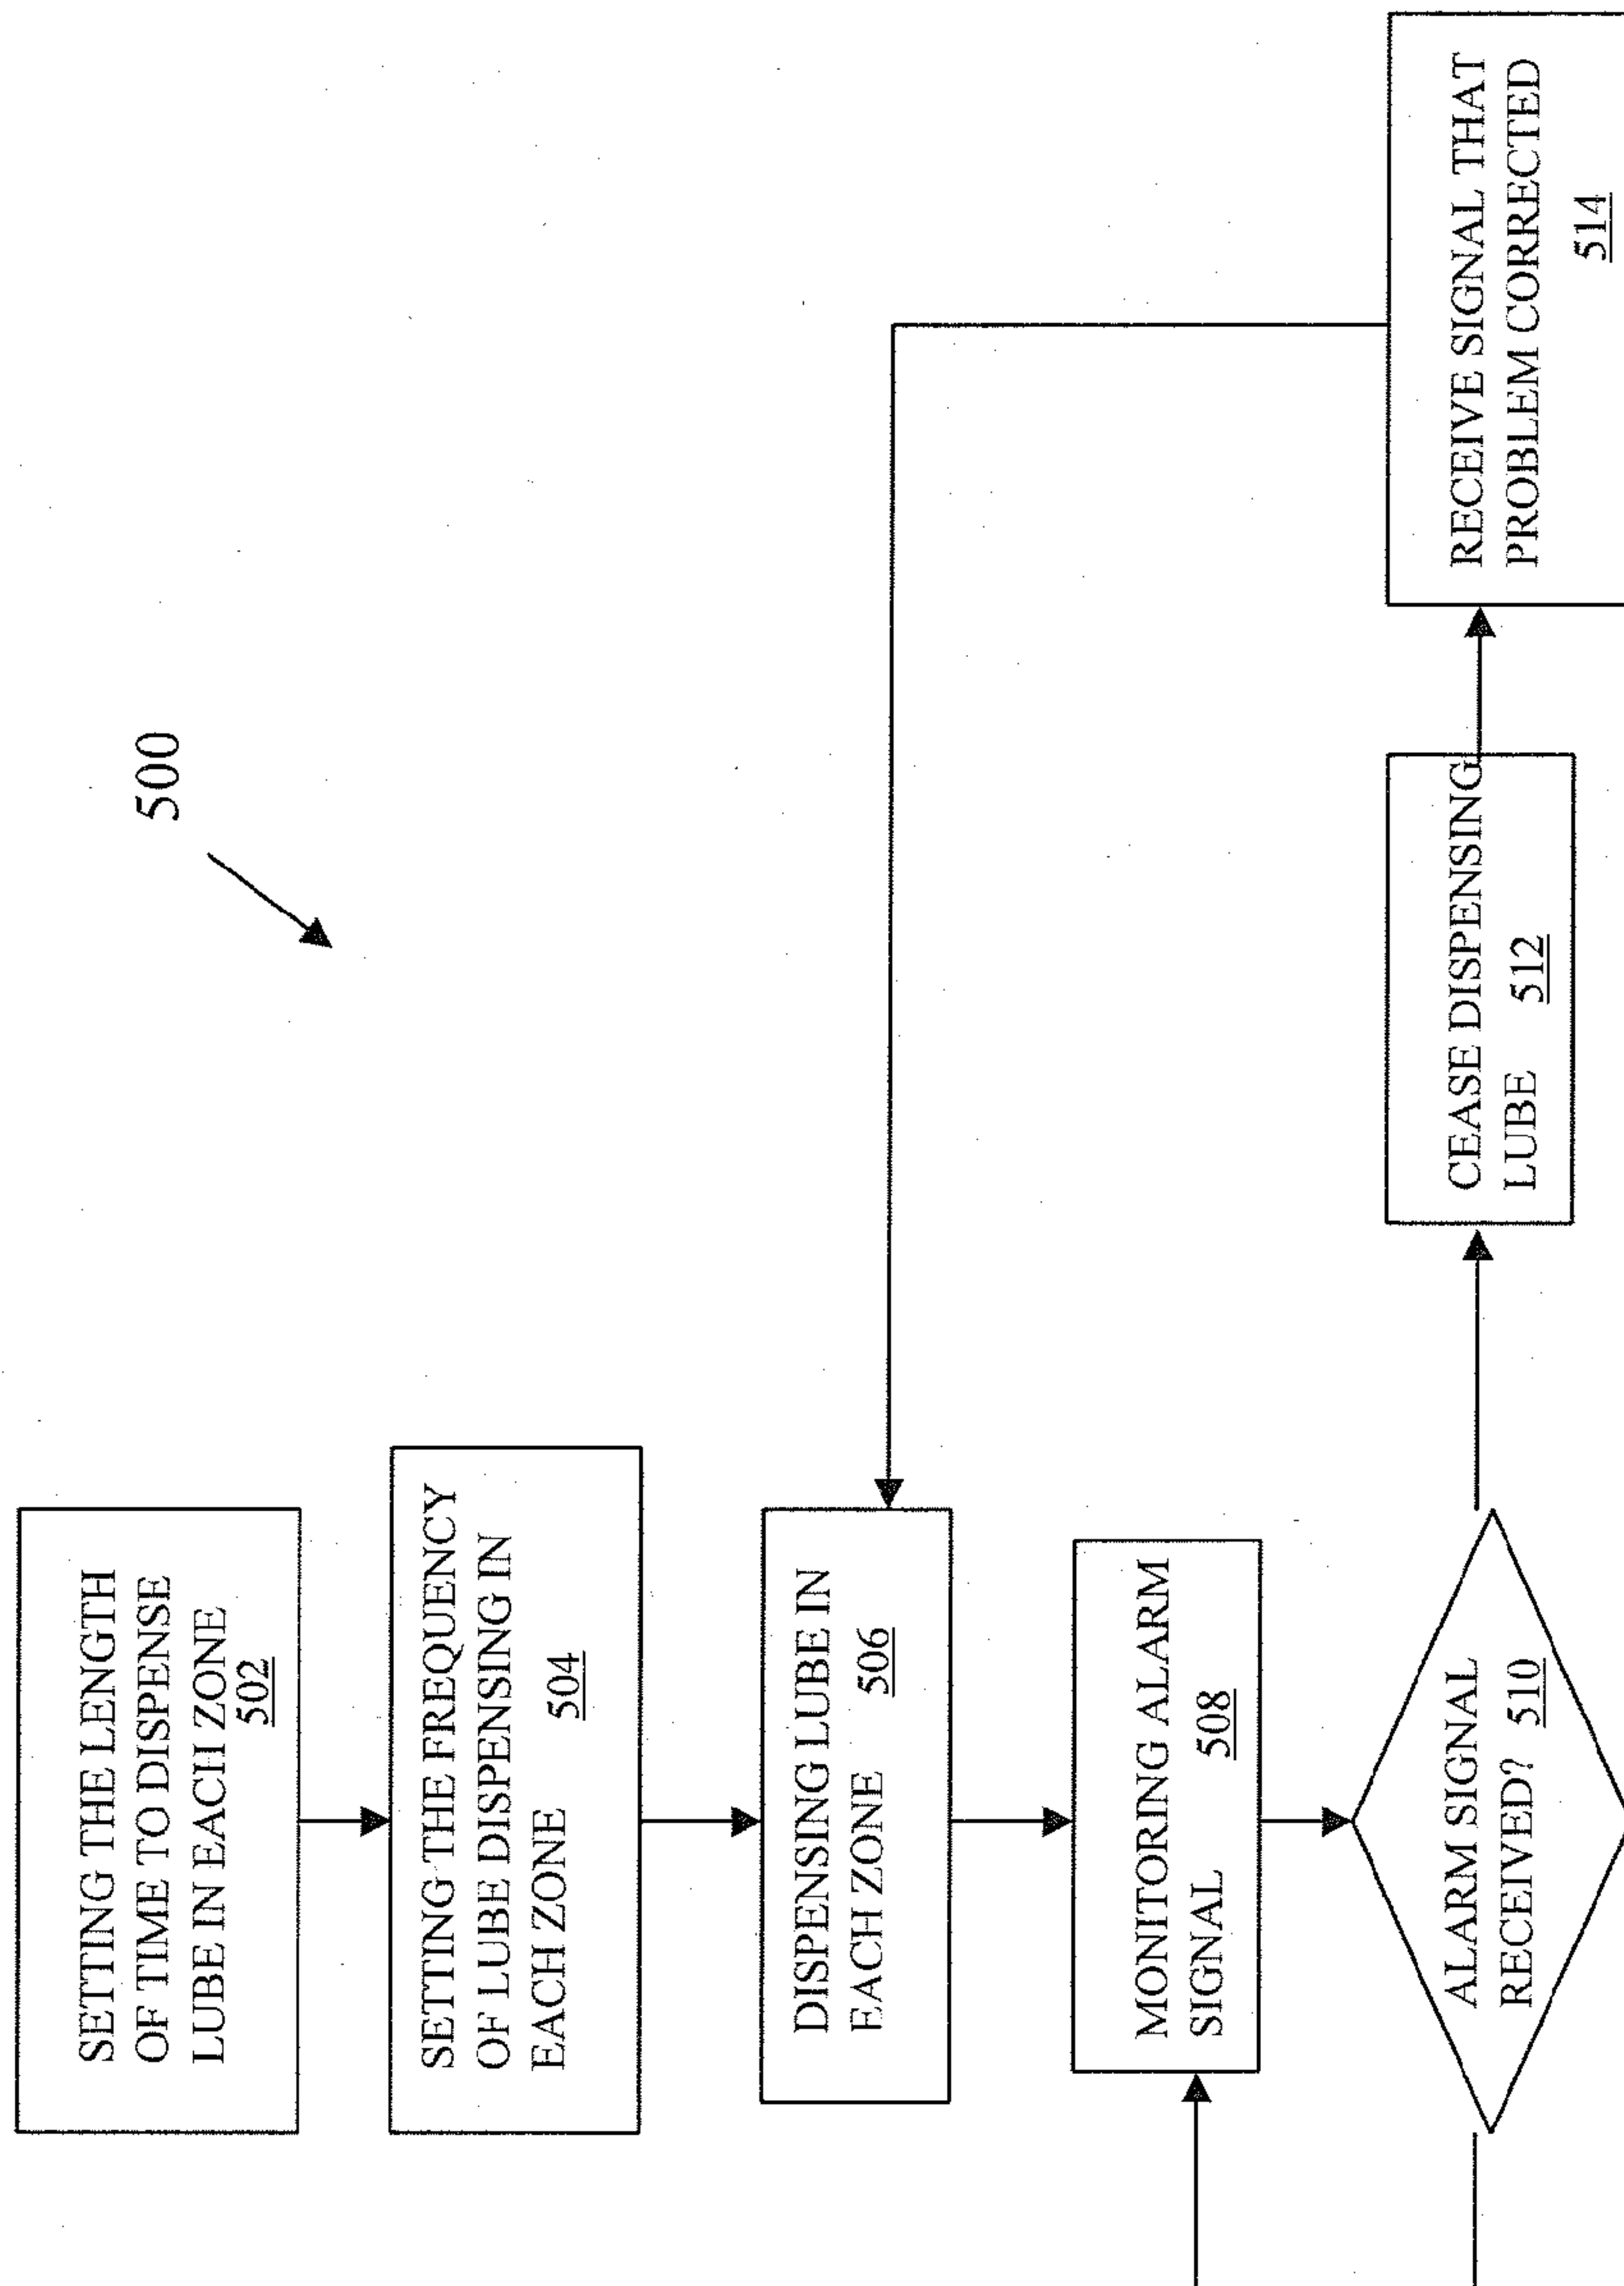 500
SETTING THE LENGTH
OF TIME TO DISPENSE
LUBE IN EACH ZONE
502
SETTING THE FREQUENCY
OF LUBE DISPENSING IN
EACH ZONE 504
DISPENSING LUBE IN
EACH ZONE 506
MONITORING ALARM
SIGNAL 508
ALARM SIGNAL
RECEIVED? 510
CEASE DISPENSING
LUBE 512
RECEIVE SIGNAL THAT
PROBLEM CORRECTED
514